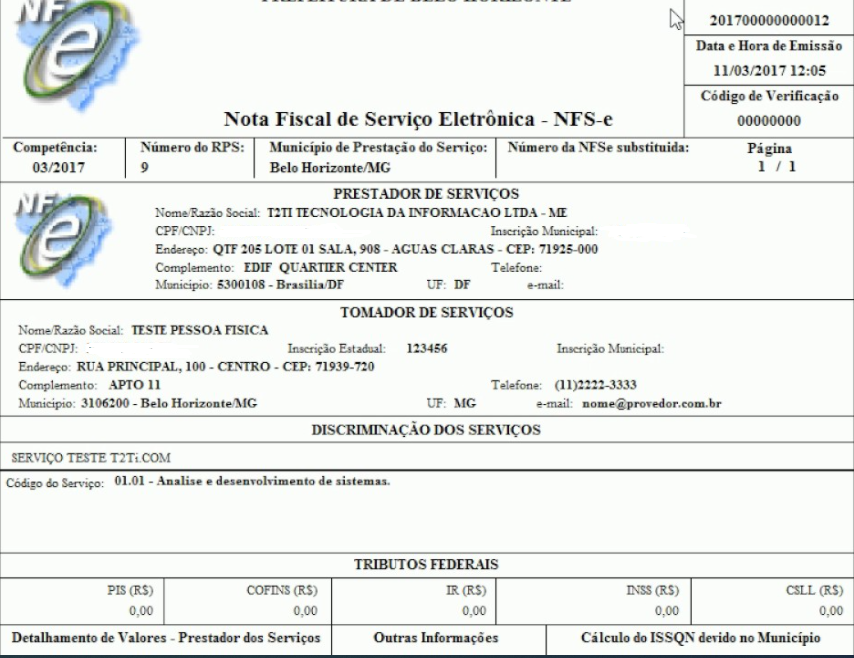 NF
e
PREFEITURA DE BELO HORIZONTE
201700000000012
Data e Hora de Emissão
11/03/2017 12:05
Código de Verificação
00000000
Nota Fiscal de Serviço Eletrônica - NFS-e
Competência: Número do RPS: Município de Prestação do Serviço: Número da NFSe substituida: Página
03/2017 9 Belo Horizonte/MG 1 / 1
NF
e
PRESTADOR DE SERVIÇOS
Nome/Razão Social: T2TI TECNOLOGIA DA INFORMACAO LTDA - ME
CPF/CNPJ: Inscrição Municipal:
Endereço: QTF 205 LOTE 01 SALA, 908 - AGUAS CLARAS - CEP: 71925-000
Complemento: EDIF QUARTIER CENTER Telefone:
Municipio: 5300108 - Brasilia/DF UF: DF e-mail:
TOMADOR DE SERVIÇOS
Nome/Razão Social: TESTE PESSOA FISICA
CPF/CNPJ: Inscrição Estadual: 123456 Inscrição Municipal:
Endereço: RUA PRINCIPAL, 100 - CENTRO - CEP: 71939-720
Complemento: APTO 11 Telefone: (11)2222-3333
Municipio: 3106200 - Belo Horizonte/MG UF: MG e-mail: nome@provedor.com.br
DISCRIMINAÇÃO DOS SERVIÇOS
SERVIÇO TESTE T2Ti.COM
Código do Serviço: 01.01 - Analise e desenvolvimento de sistemas.
TRIBUTOS FEDERAIS
PIS (R$) COFINS (R$) IR (R$) INSS (R$) CSLL (R$)
0,00 0,00 0,00 0,00 0,00
Detalhamento de Valores - Prestador dos Serviços Outras Informações Cálculo do ISSQN devido no Município